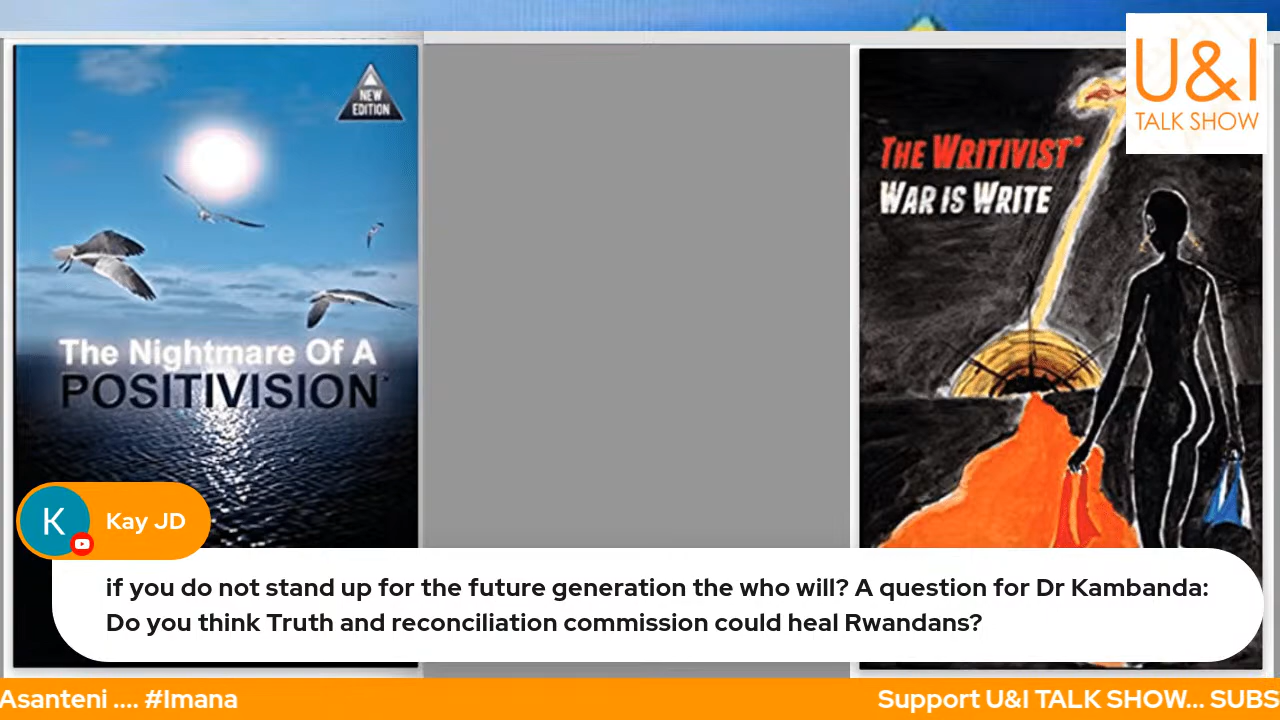 NEW
EDITION
The Nightmare Of A
POSITIVISION
THE WRITIVIST*
WAR IS WRITE
U&I
TALK SHOW
K
Kay JD
if you do not stand up for the future generation the who will? A question for Dr Kambanda:
Do you think Truth and reconciliation commission could heal Rwandans?
Asanteni .... #Imana
Support U&I TALK SHOW... SUBS